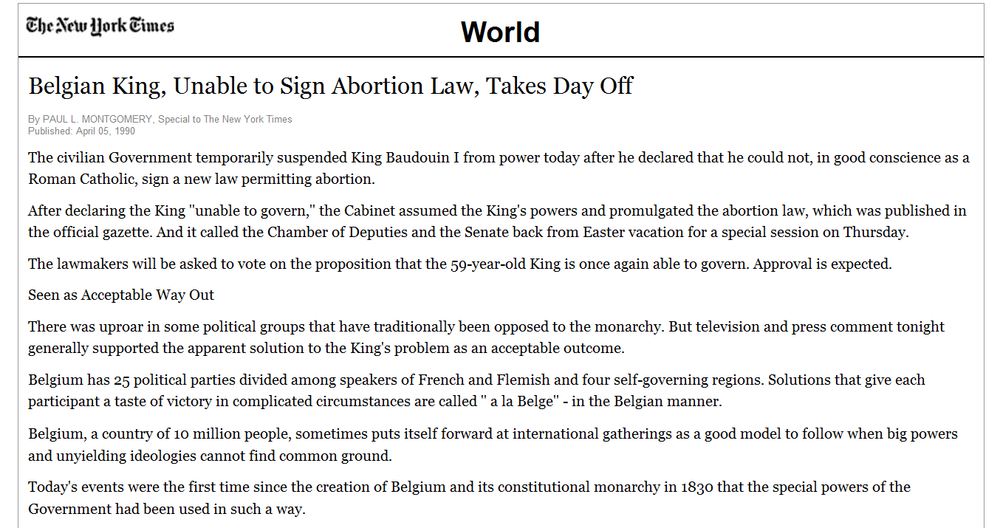 The New York Times
World
Belgian King, Unable to Sign Abortion Law, Takes Day Off
By PAUL L. MONTGOMERY, Special to The New York Times
Published: April 05, 1990
The civilian Government temporarily suspended King Baudouin I from power today after he declared that he could not, in good conscience as a
Roman Catholic, sign a new law permitting abortion.
After declaring the King "unable to govern," the Cabinet assumed the King's powers and promulgated the abortion law, which was published in
the official gazette. And it called the Chamber of Deputies and the Senate back from Easter vacation for a special session on Thursday.
The lawmakers will be asked to vote on the proposition that the 59-year-old King is once again able to govern. Approval is expected.
Seen as Acceptable Way Out
There was uproar in some political groups that have traditionally been opposed to the monarchy. But television and press comment tonight
generally supported the apparent solution to the King's problem as an acceptable outcome.
Belgium has 25 political parties divided among speakers of French and Flemish and four self-governing regions. Solutions that give each
participant a taste of victory in complicated circumstances are called " a la Belge" - in the Belgian manner.
Belgium, a country of 10 million people, sometimes puts itself forward at international gatherings as a good model to follow when big powers
and unyielding ideologies cannot find common ground.
Today's events were the first time since the creation of Belgium and its constitutional monarchy in 1830 that the special powers of the
Government had been used in such a way.